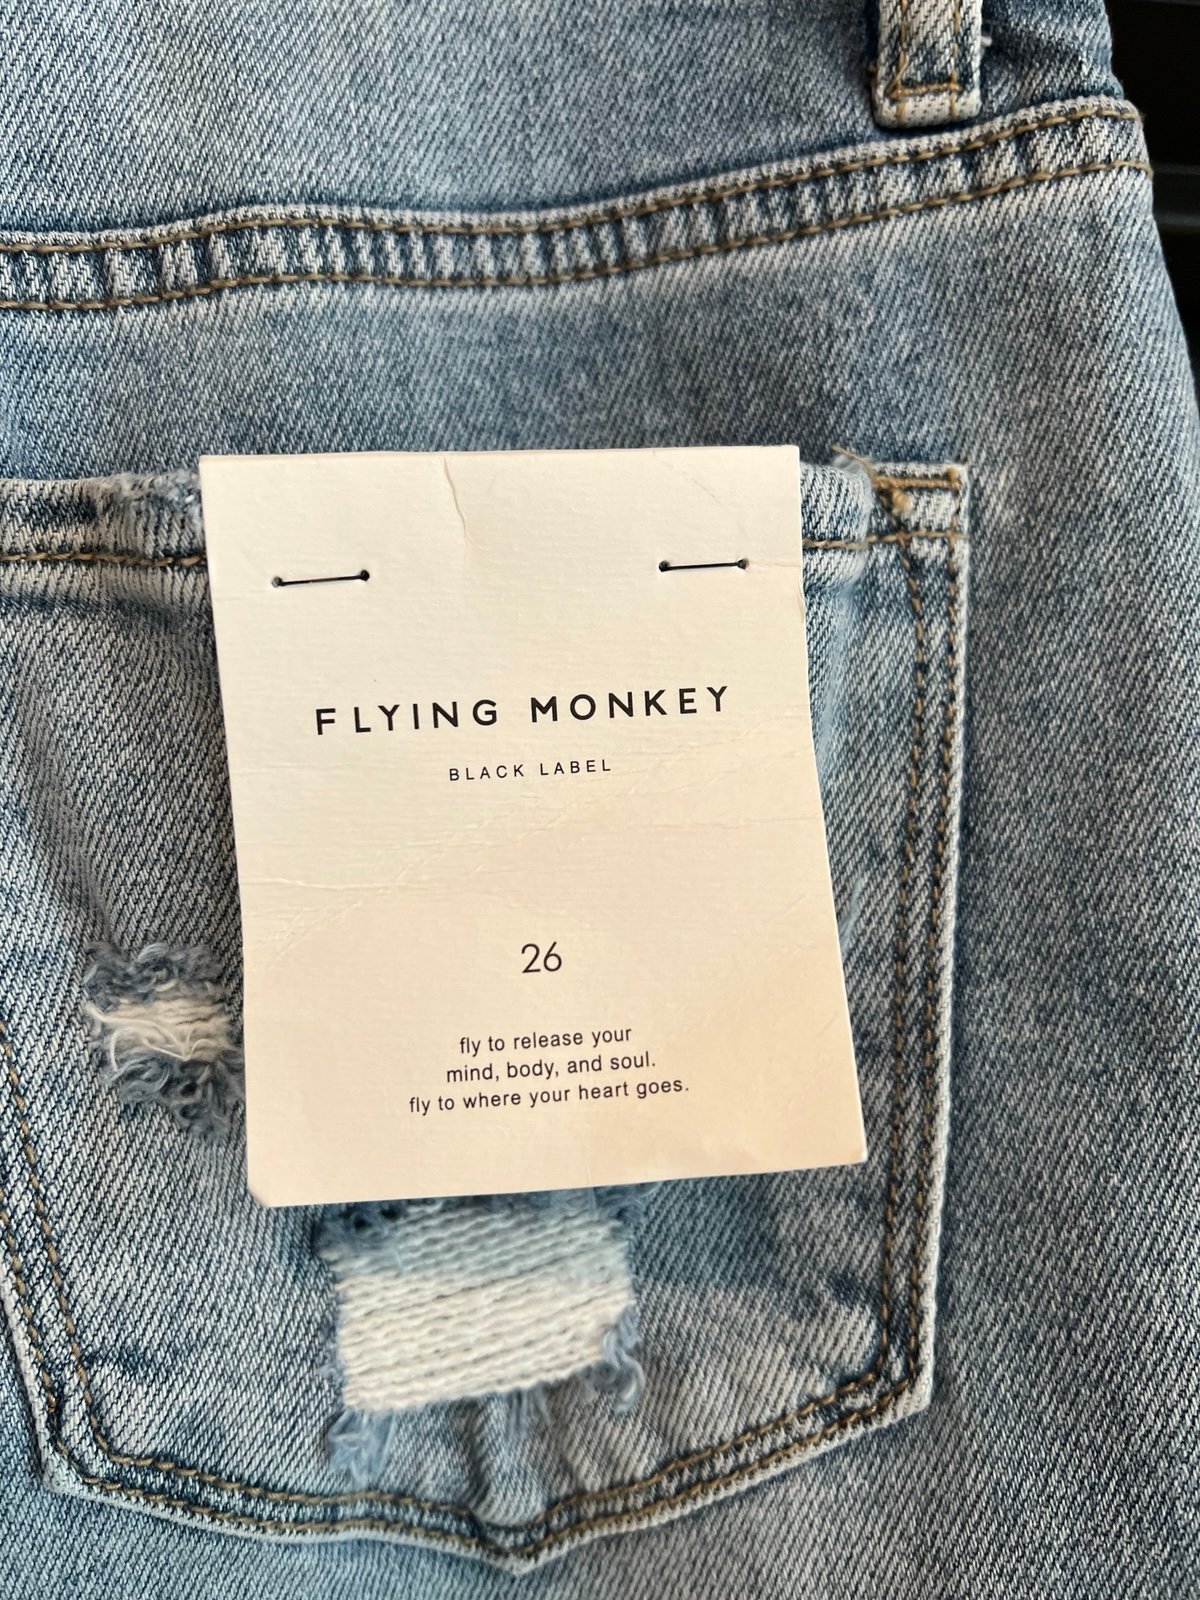 FLYING MONKEY
BLACK LABEL
26
fly to release your
mind, body, and soul.
fly to where your heart goes.